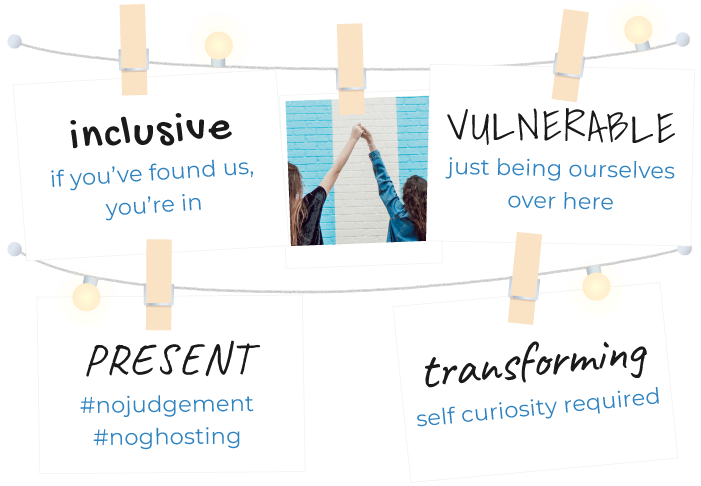 inclusive
if you've found us,
you're in
VULNERABLE
just being ourselves
over here
PRESENT
#nojudgement
#noghosting
transforming
self curiosity required